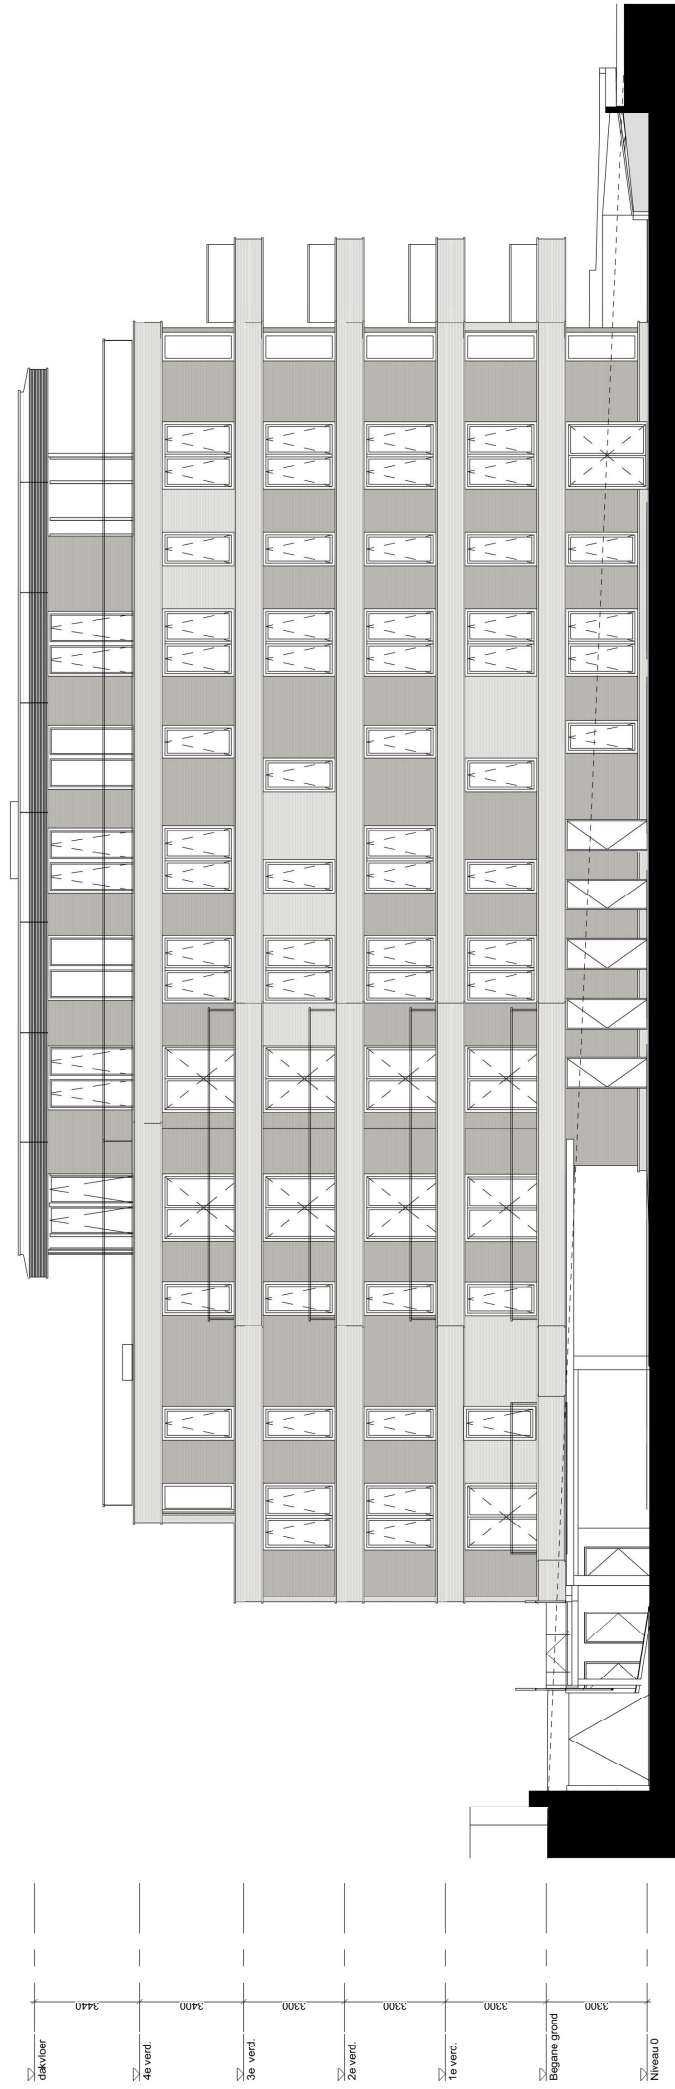 dakvloer
3440
4e verd.
3400
3e verd.
3300
2e verd.
3300
1e verd.
3300
Begane grond
3300
Niveau 0